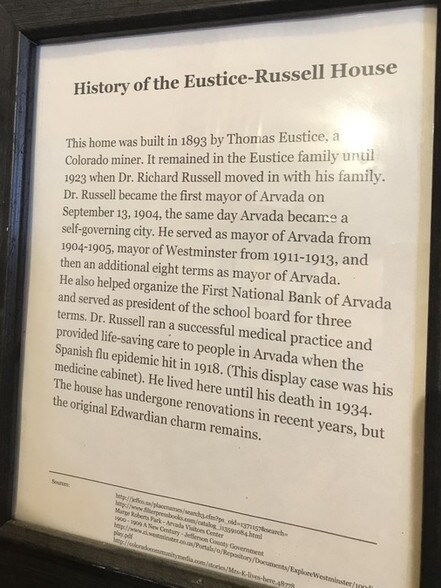 History of the Eustice-Russell House
This home was built in 1893 by Thomas Eustice, a
Colorado miner. It remained in the Eustice family until
1923 when Dr. Richard Russell moved in with his family.
Dr. Russell became the first mayor of Arvada on
September 13, 1904, the same day Arvada became a
self-governing city. He served as mayor of Arvada from
1904-1905, mayor of Westminster from 1911-1913, and
then an additional eight terms as mayor of Arvada.
He also helped organize the First National Bank of Arvada
and served as president of the school board for three
terms. Dr. Russell ran a successful medical practice and
provided life-saving care to people in Arvada when the
Spanish flu epidemic hit in 1918. (This display case was his
medicine cabinet). He lived here until his death in 1934.
The house has undergone renovations in recent years, but
the original Edwardian charm remains.
Sources:
Marge Roberts Park - Arvada Visitors Center
1900 - 1909 A New Century - Jefferson County Government
play.pdf